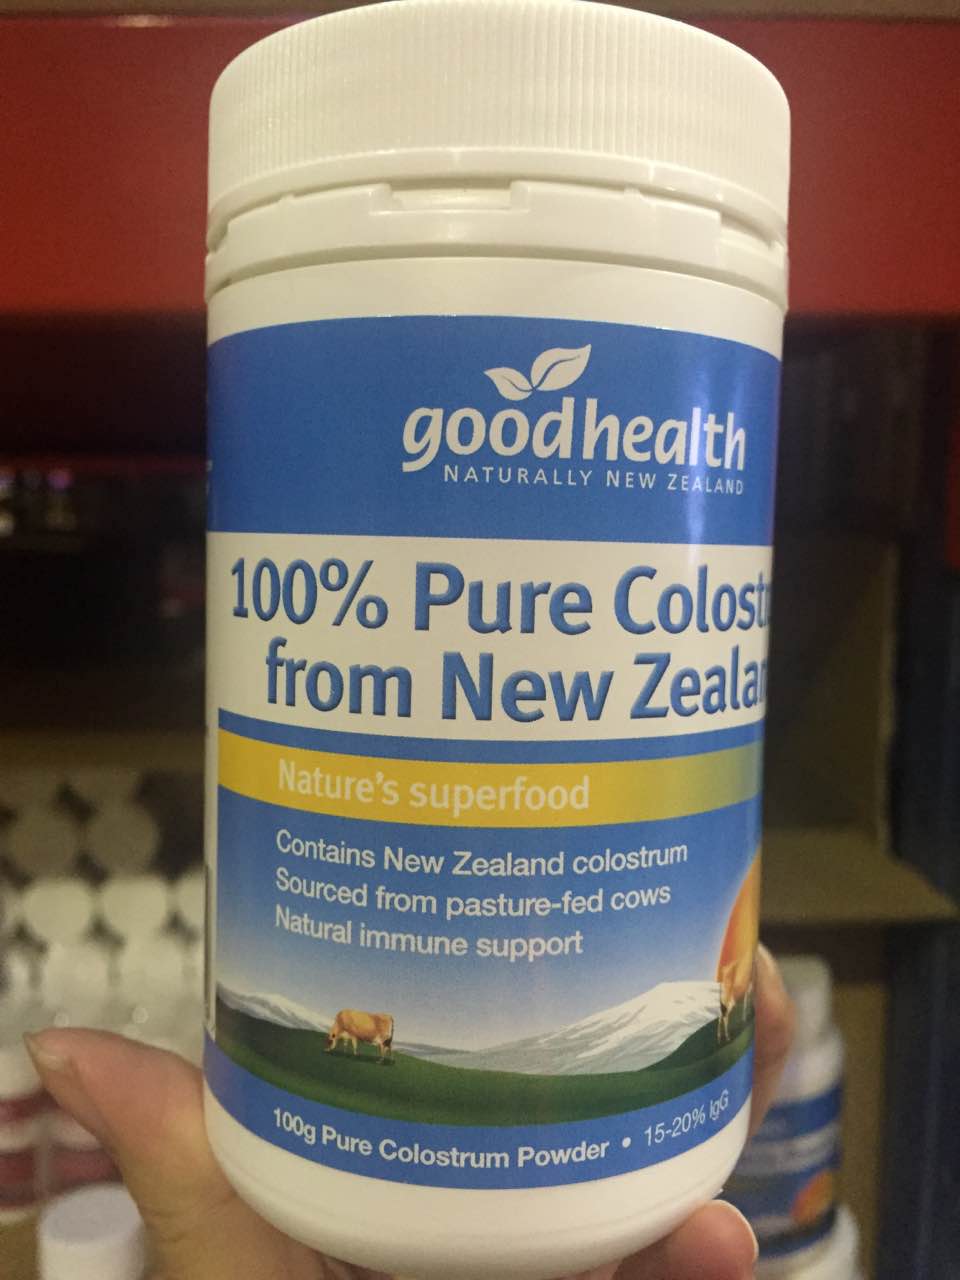 goodhealth
NATURALLY NEW ZEALAND
100% Pure Colost
from New Zeala
Nature's superfood
Contains New Zealand colostrum
Sourced from pasture-fed cows
Natural immune support
100g Pure Colostrum Powder • 15-20% IgG